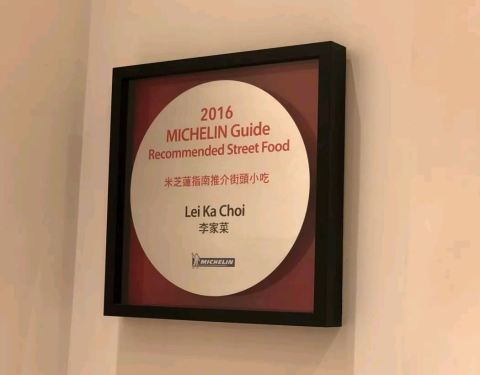 2016
MICHELIN Guide
Recommended Street Food
米芝蓮指南推介街頭小吃
Lei Ka Choi
李家菜
MICHELIN